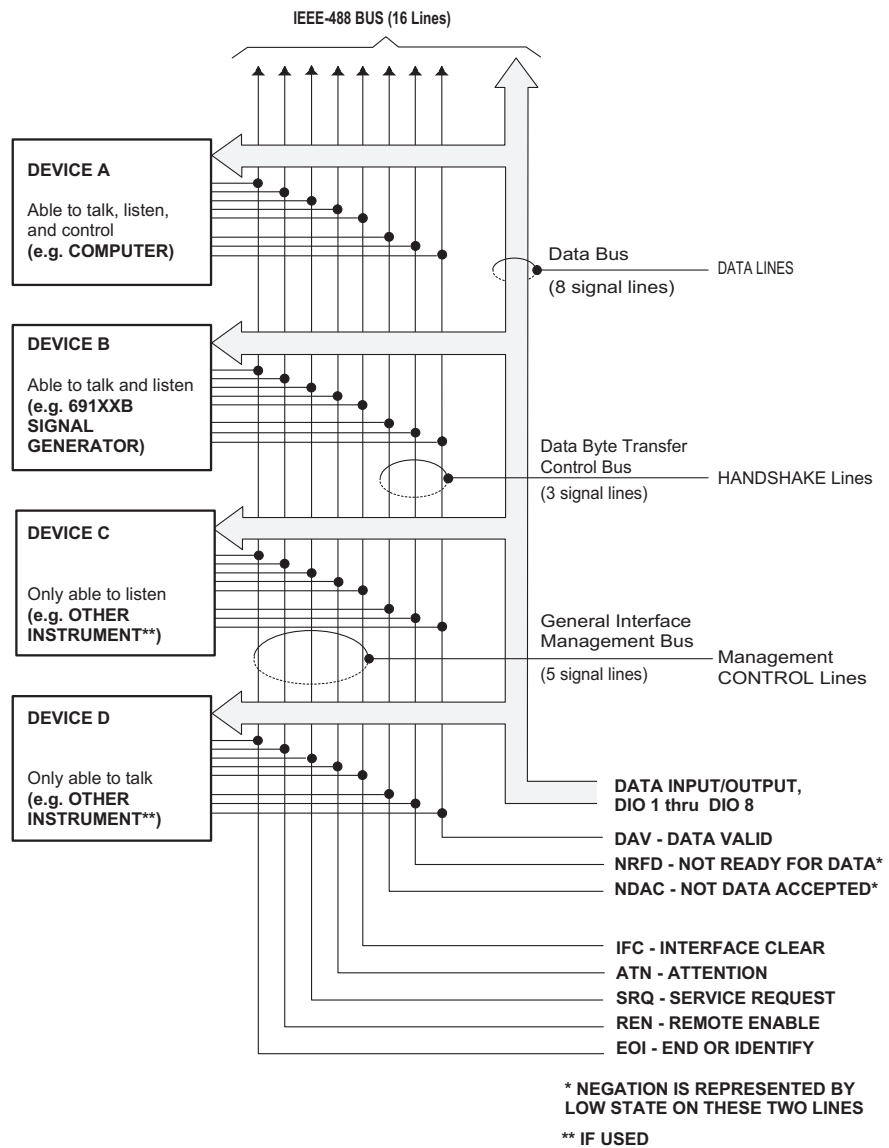 IEEE-488 BUS (16 Lines)
DEVICE A
Able to talk, listen,
and control
(e.g. COMPUTER)
Data Bus
(8 signal lines)
DATA LINES
DEVICE B
Able to talk and listen
(e.g. 691XXB
SIGNAL
GENERATOR)
Data Byte Transfer
Control Bus
(3 signal lines)
HANDSHAKE Lines
DEVICE C
Only able to listen
(e.g. OTHER
INSTRUMENT**)
General Interface
Management Bus
(5 signal lines)
Management
CONTROL Lines
DEVICE D
Only able to talk
(e.g. OTHER
INSTRUMENT**)
DATA INPUT/OUTPUT,
DIO 1 thru DIO 8
DAV - DATA VALID
NRFD - NOT READY FOR DATA*
NDAC - NOT DATA ACCEPTED*
IFC - INTERFACE CLEAR
ATN - ATTENTION
SRQ - SERVICE REQUEST
REN - REMOTE ENABLE
EOI - END OR IDENTIFY
* NEGATION IS REPRESENTED BY
LOW STATE ON THESE TWO LINES
** IF USED